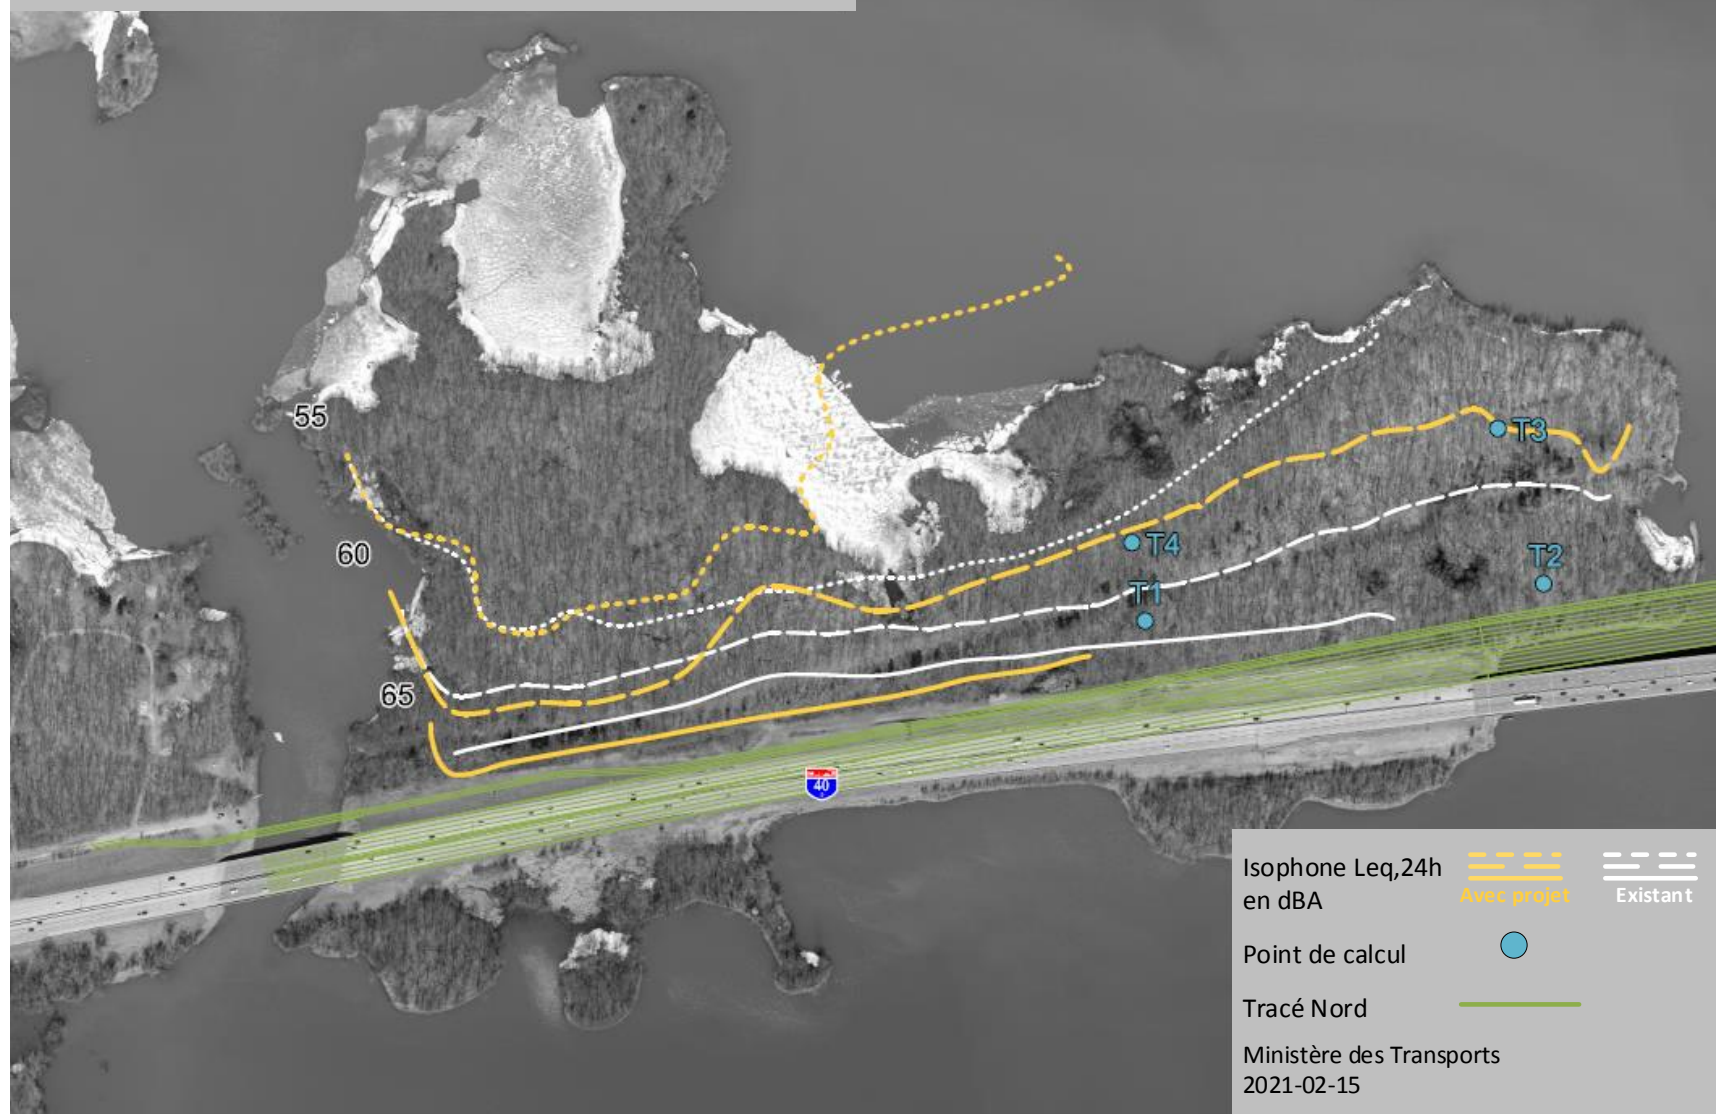 55
60
65
T3
T4
T1
T2
40
Isophone Leq,24h
en dBA
Avec projet
Existant
Point de calcul
Tracé Nord
Ministère des Transports
2021-02-15